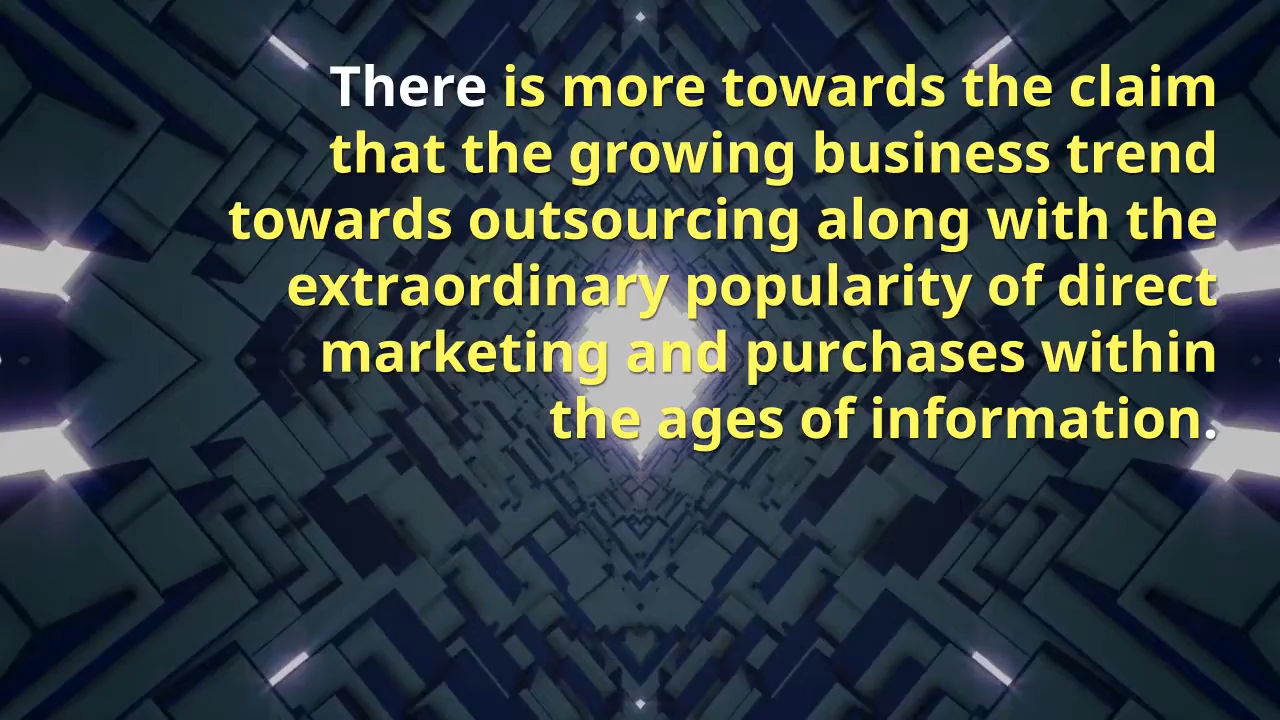 There is more towards the claim
that the growing business trend
towards outsourcing along with the
extraordinary popularity of direct
marketing and purchases within
the ages of information.